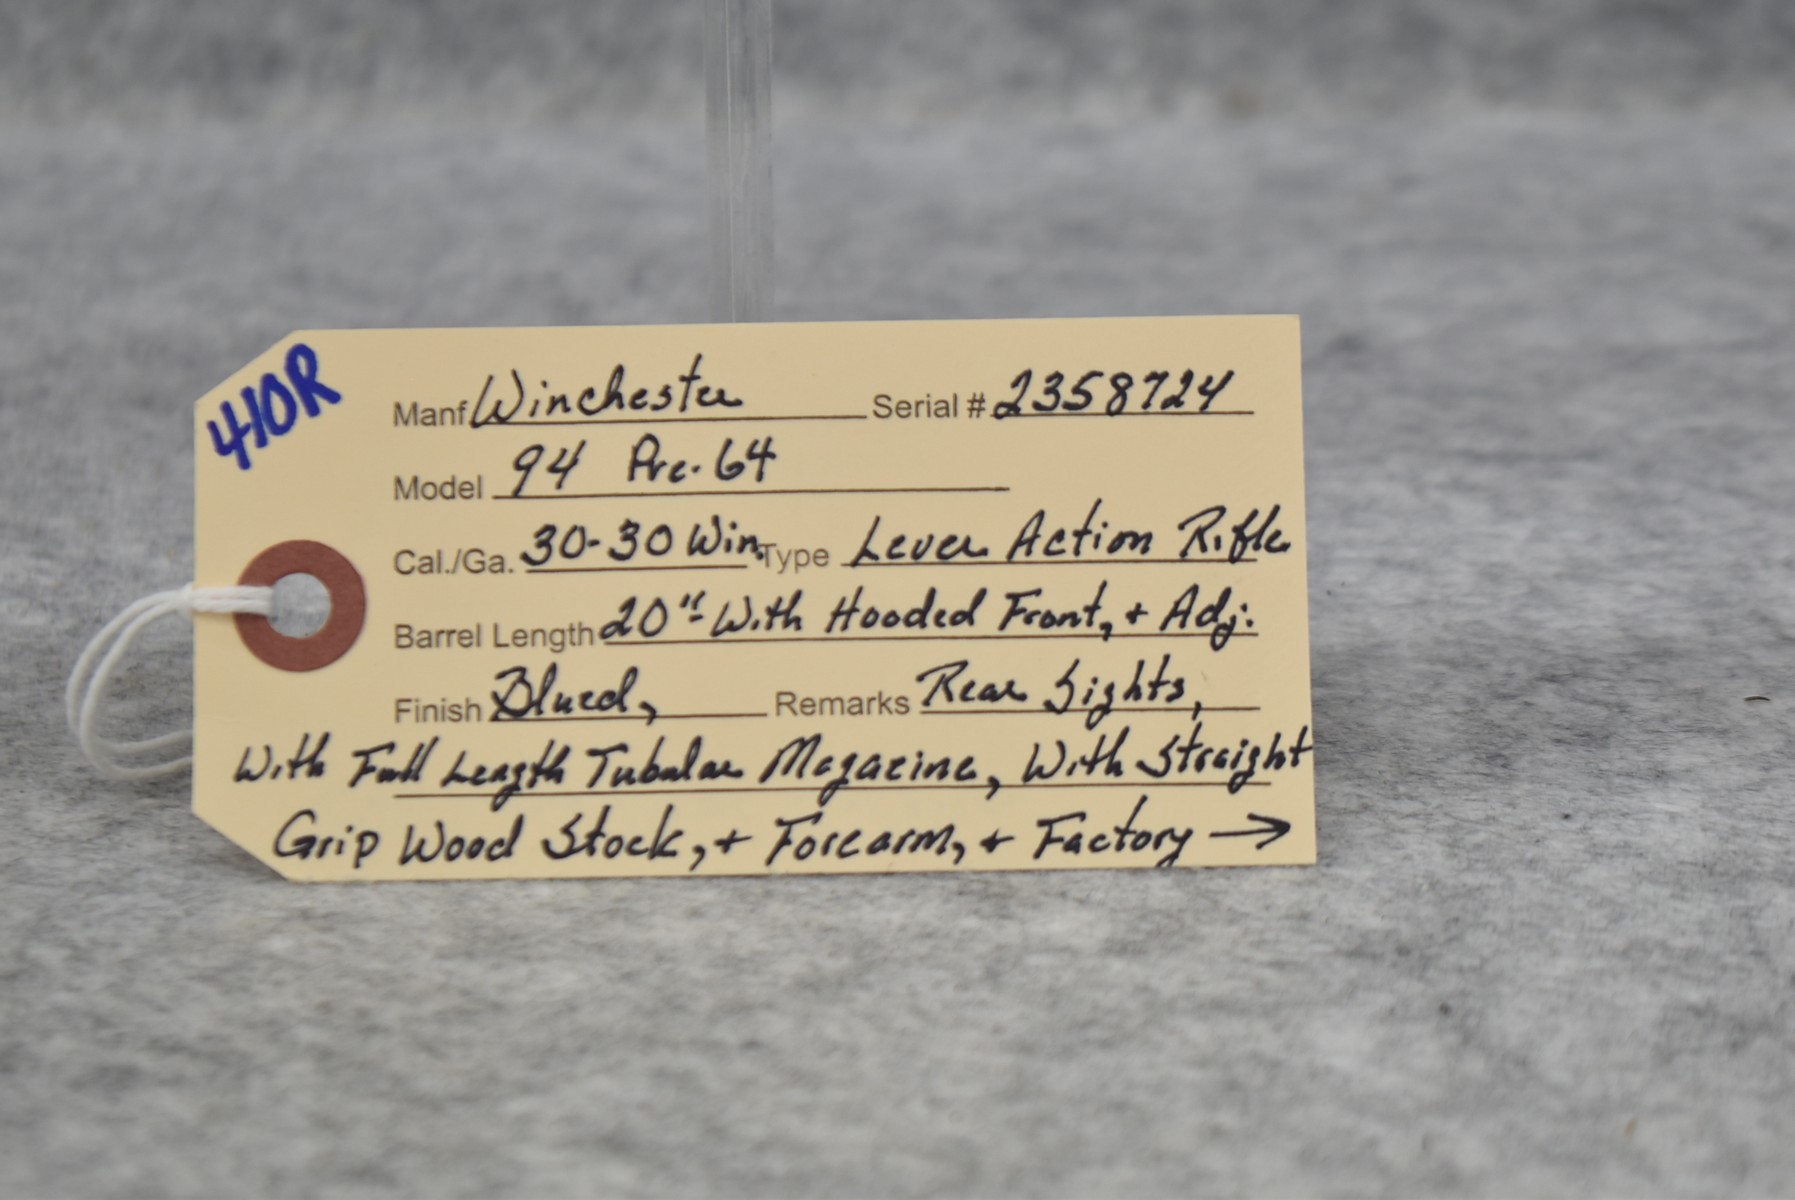 410R
Manf Winchester Serial # 2358724
Model 94 Pre-64
Cal./Ga. 30-30 Win. Type Lever Action Rifle
Barrel Length 20" With Hooded Front, + Adj.
Finish Blued, Remarks Rear Sights,
With Full Length Tubular Magazine, With Straight
Grip Wood Stock, + Forearm, + Factory →